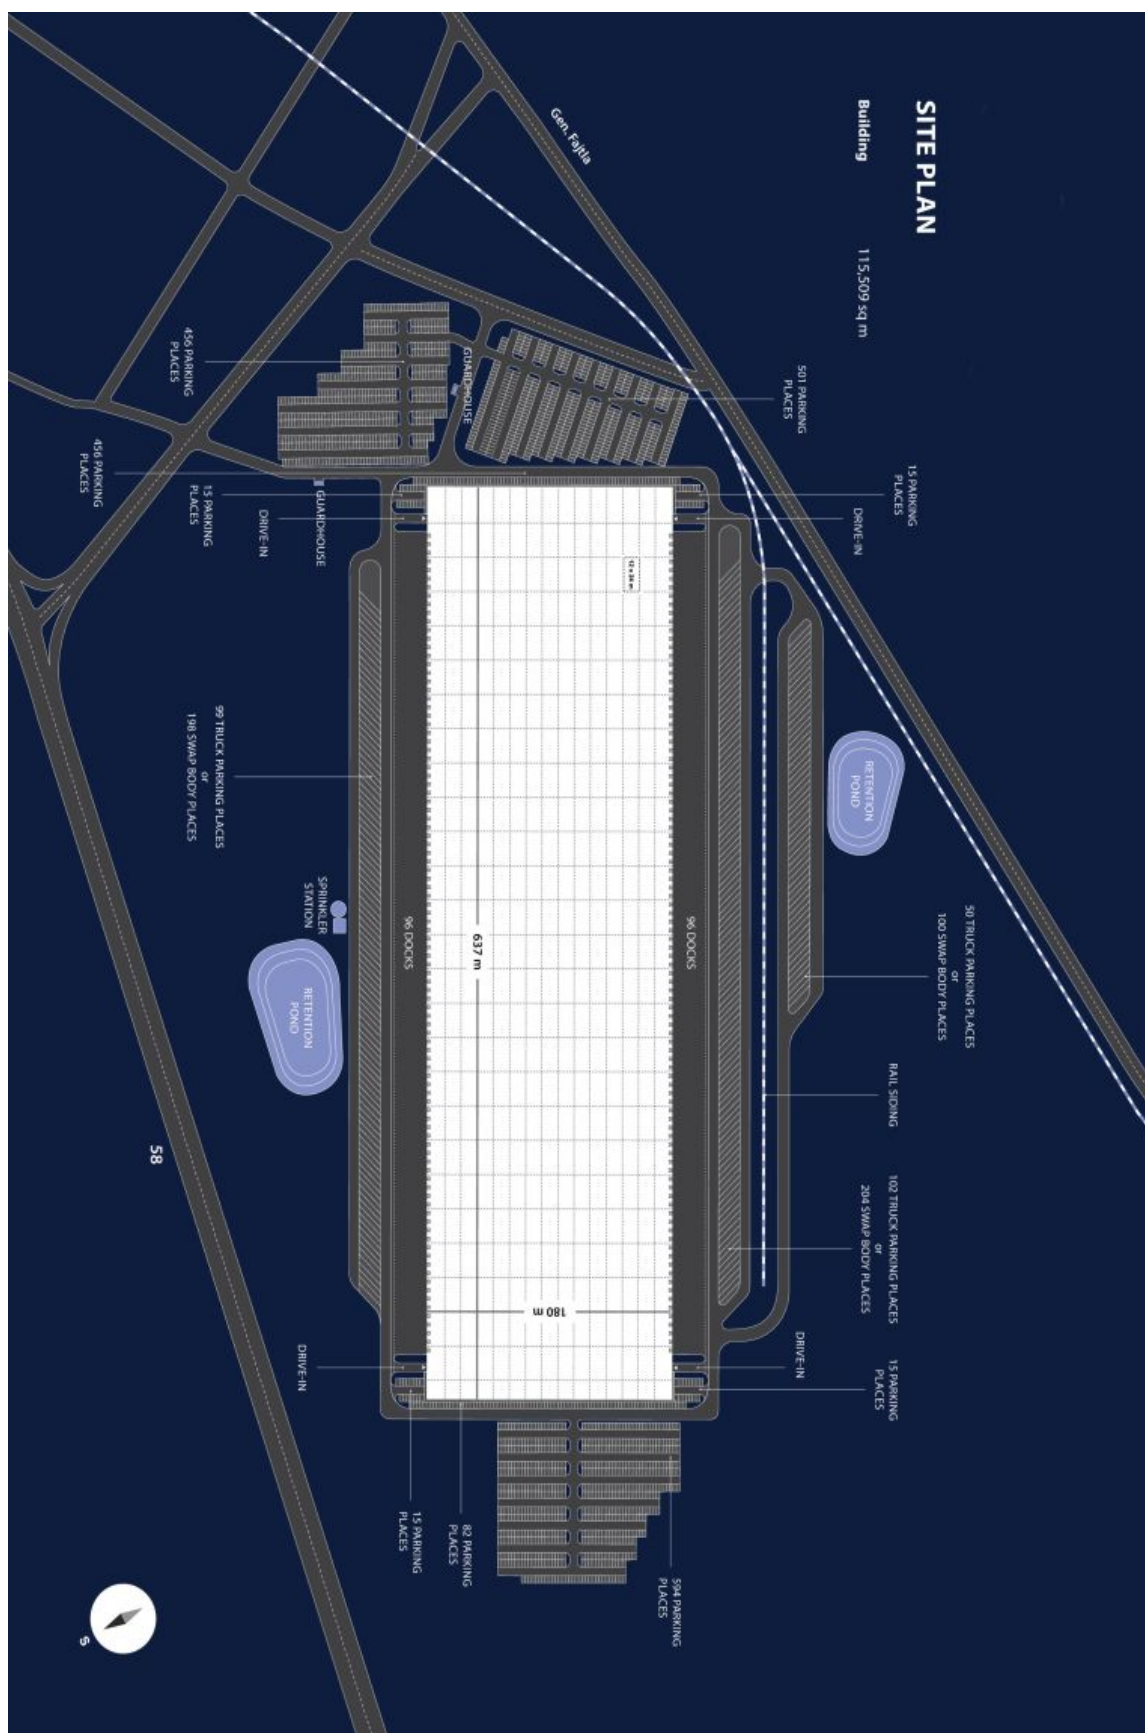 SITE PLAN
Building 115,509 sq m
Gen. Fajtla
501 PARKING
PLACES
15 PARKING
PLACES
DRIVE-IN
RETENTION
POND
50 TRUCK PARKING PLACES
or
100 SWAP BODY PLACES
RAIL SIDING
102 TRUCK PARKING PLACES
or
204 SWAP BODY PLACES
DRIVE-IN
15 PARKING
PLACES
12 x 24 m
96 DOCKS
637 m
180 m
96 DOCKS
594 PARKING
PLACES
82 PARKING
PLACES
15 PARKING
PLACES
GUARDHOUSE
456 PARKING
PLACES
456 PARKING
PLACES
15 PARKING
PLACES
DRIVE-IN
GUARDHOUSE
99 TRUCK PARKING PLACES
or
198 SWAP BODY PLACES
SPRINKLER
STATION
RETENTION
POND
DRIVE-IN
58
S